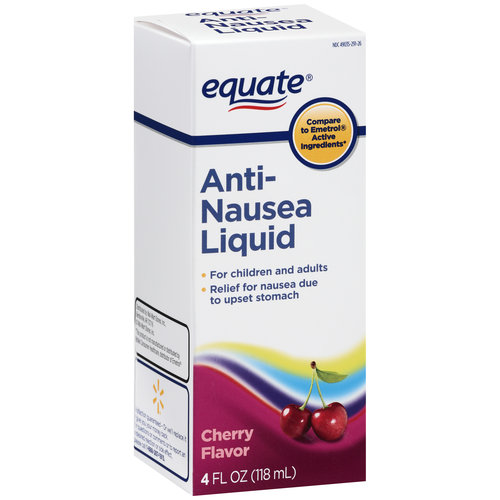 NDC 49035-291-26
equate®
Compare
to Emetrol®
Active
Ingredients*
Anti-
Nausea
Liquid
• For children and adults
• Relief for nausea due
to upset stomach
Cherry
Flavor
4 FL OZ (118 mL)